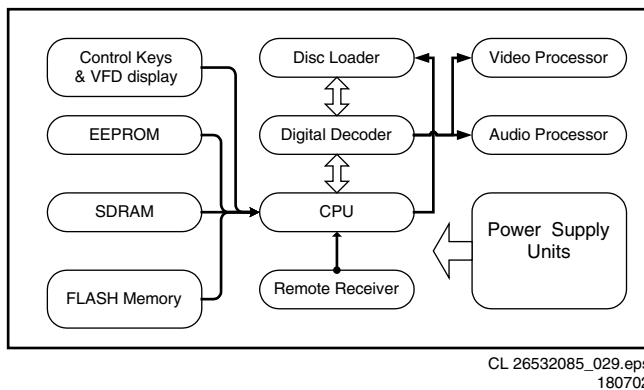 Control Keys
& VFD display
Disc Loader
Video Processor
EEPROM
Digital Decoder
Audio Processor
SDRAM
CPU
Power Supply
Units
FLASH Memory
Remote Receiver
CL 26532085_029.eps
180702